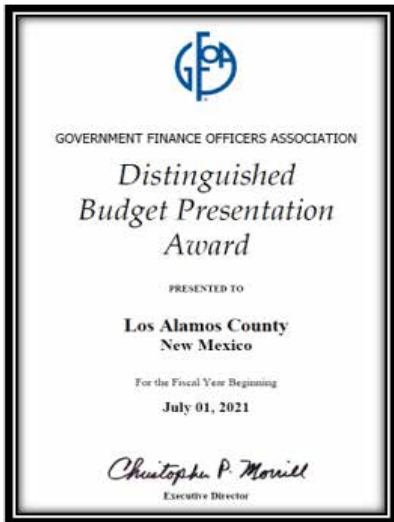 GFOA
GOVERNMENT FINANCE OFFICERS ASSOCIATION
Distinguished
Budget Presentation
Award
PRESENTED TO
Los Alamos County
New Mexico
For the Fiscal Year Beginning
July 01, 2021
Christopher P. Morrill
Executive Director